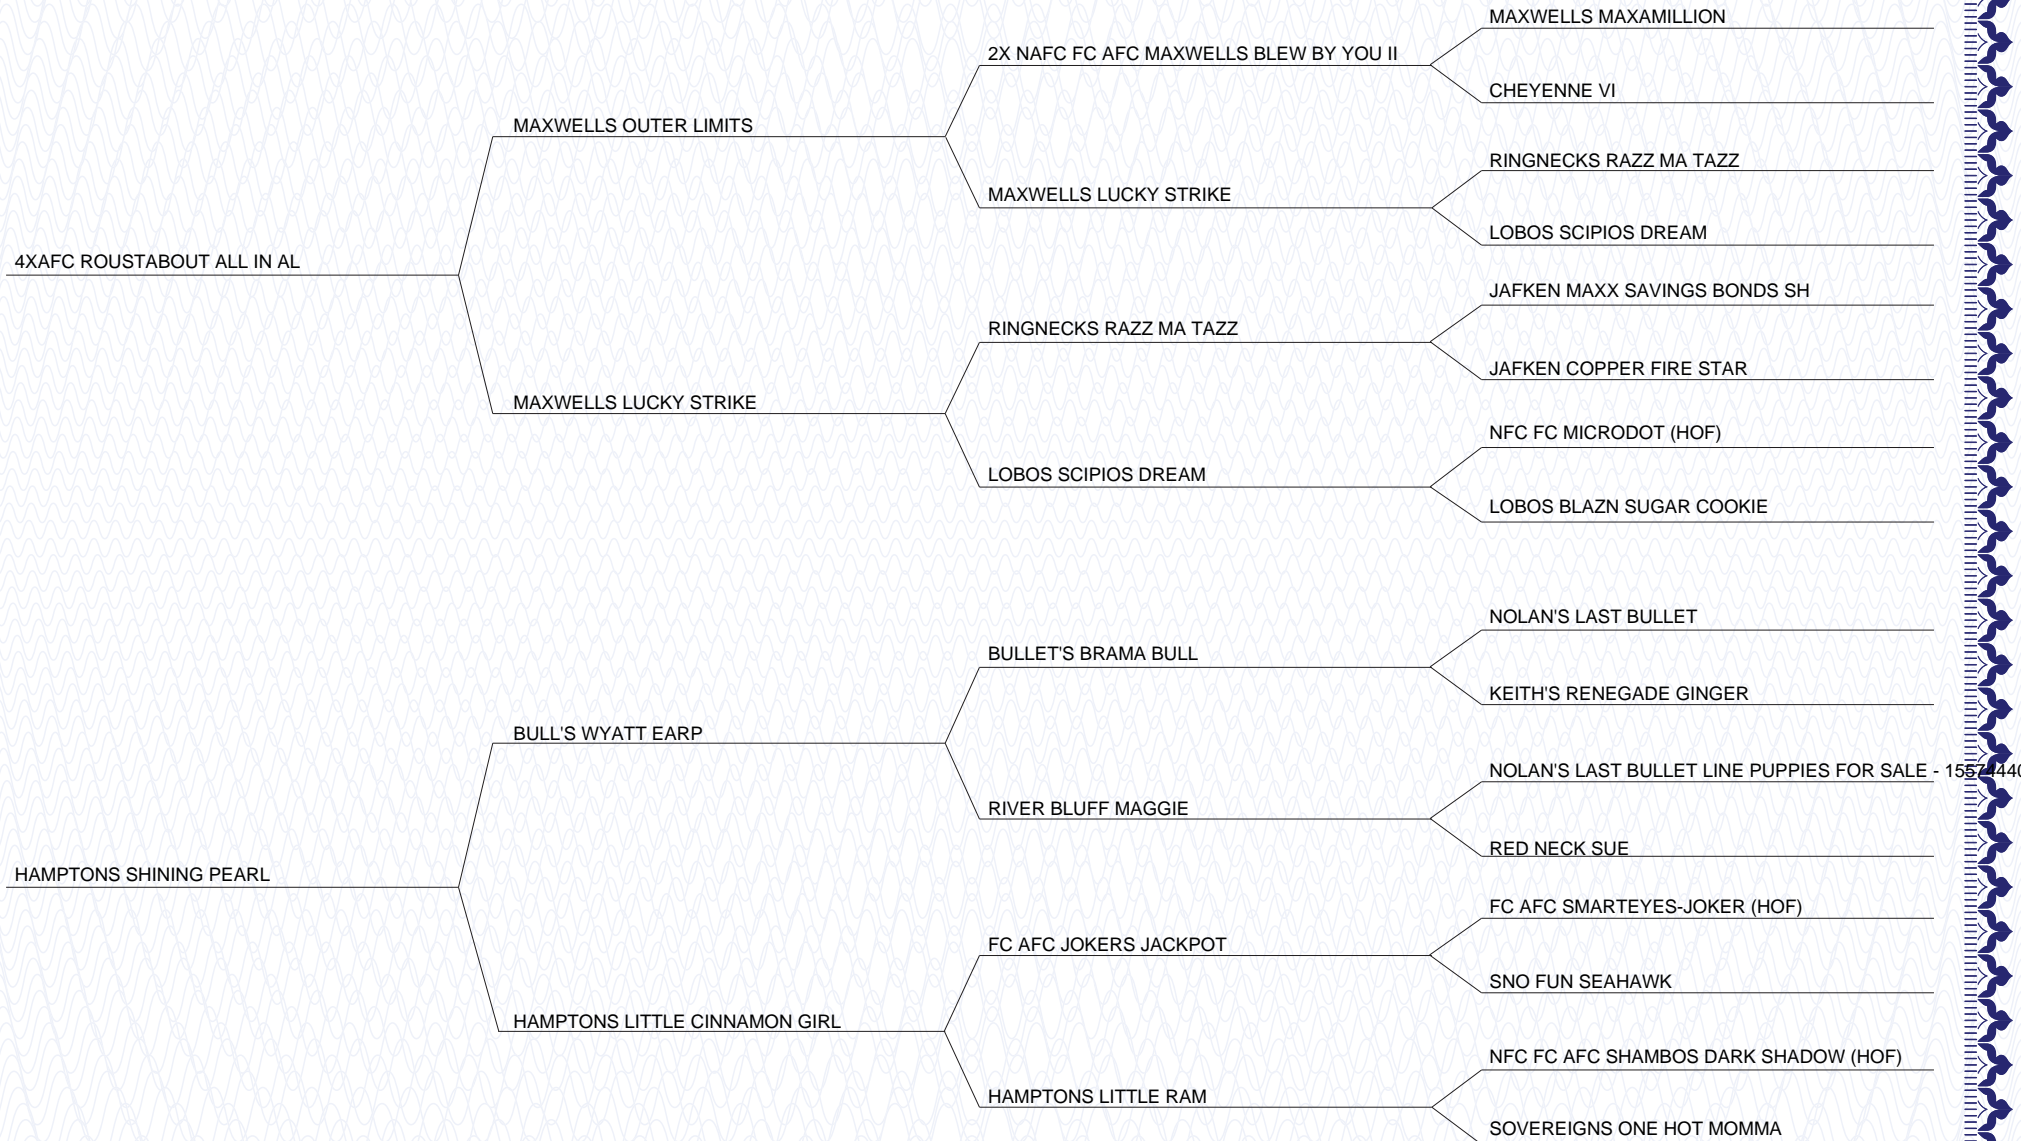 MAXWELLS MAXAMILLION
2X NAFC FC AFC MAXWELLS BLEW BY YOU II
CHEYENNE VI
MAXWELLS OUTER LIMITS
RINGNECKS RAZZ MA TAZZ
MAXWELLS LUCKY STRIKE
LOBOS SCIPIOS DREAM
4XAFC ROUSTABOUT ALL IN AL
JAFKEN MAXX SAVINGS BONDS SH
RINGNECKS RAZZ MA TAZZ
JAFKEN COPPER FIRE STAR
MAXWELLS LUCKY STRIKE
NFC FC MICRODOT (HOF)
LOBOS SCIPIOS DREAM
LOBOS BLAZN SUGAR COOKIE
NOLAN'S LAST BULLET
BULLET'S BRAMA BULL
KEITH'S RENEGADE GINGER
BULL'S WYATT EARP
NOLAN'S LAST BULLET LINE PUPPIES FOR SALE - 15574440
RIVER BLUFF MAGGIE
RED NECK SUE
HAMPTONS SHINING PEARL
FC AFC SMARTEYES-JOKER (HOF)
FC AFC JOKERS JACKPOT
SNO FUN SEAHAWK
HAMPTONS LITTLE CINNAMON GIRL
NFC FC AFC SHAMBOS DARK SHADOW (HOF)
HAMPTONS LITTLE RAM
SOVEREIGNS ONE HOT MOMMA